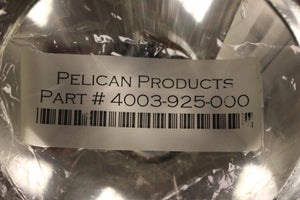 PELICAN PRODUCTS
PART # 4003-925-000